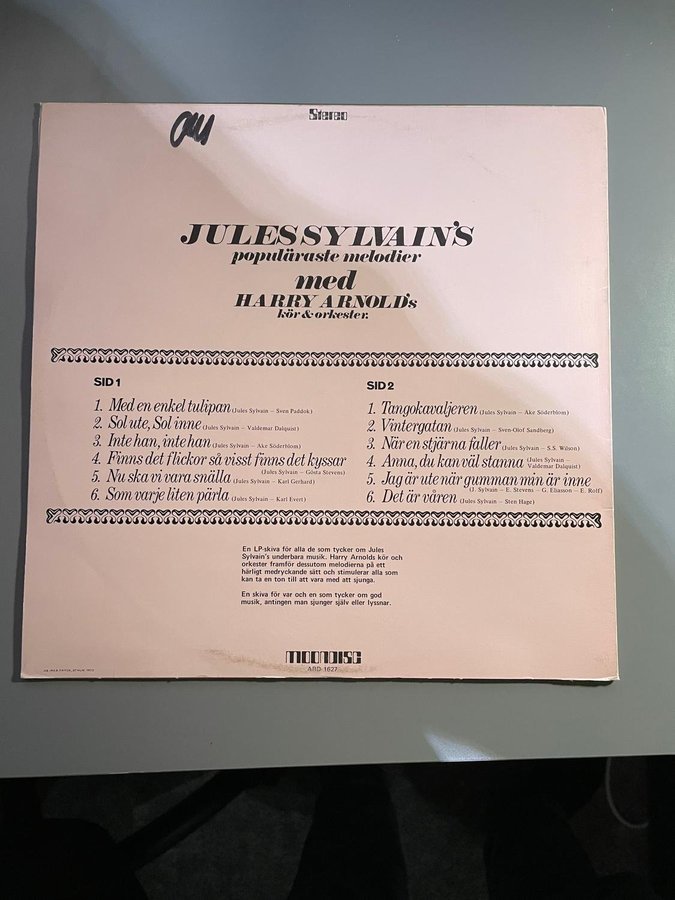 Stereo
JULES SYLVAIN'S
populäraste melodier
med
HARRY ARNOLD's
kör & orkester.
SID 1
1. Med en enkel tulipan (Jules Sylvain – Sven Paddok)
2. Sol ute, Sol inne (Jules Sylvain – Valdemar Dalquist)
3. Inte han, inte han (Jules Sylvain – Ake Söderblom)
4. Finns det flickor så visst finns det kyssar
(Jules Sylvain – Gösta Stevens)
5. Nu ska vi vara snälla (Jules Sylvain – Karl Gerhard)
6. Som varje liten pärla (Jules Sylvain – Karl Evert)
SID 2
1. Tangokavaljeren (Jules Sylvain – Ake Söderblom)
2. Vintergatan (Jules Sylvain – Sven-Olof Sandberg)
3. När en stjärna faller (Jules Sylvain – S.S. Wilson)
4. Anna, du kan väl stanna (Jules Sylvain –
Valdemar Dalquist)
5. Jag är ute när gumman min är inne
(J. Sylvain – E. Stevens – G. Eliasson – E. Rolf)
6. Det är våren (Jules Sylvain – Sten Hage)
En LP-skiva för alla de som tycker om Jules
Sylvain's underbara musik. Harry Arnolds kör och
orkester framför dessutom melodierna på ett
härligt medryckande sätt och stimulerar alla som
kan ta en ton till att vara med att sjunga.
En skiva för var och en som tycker om god
musik, antingen man sjunger själv eller lyssnar.
MOONDISC
ARD-1627